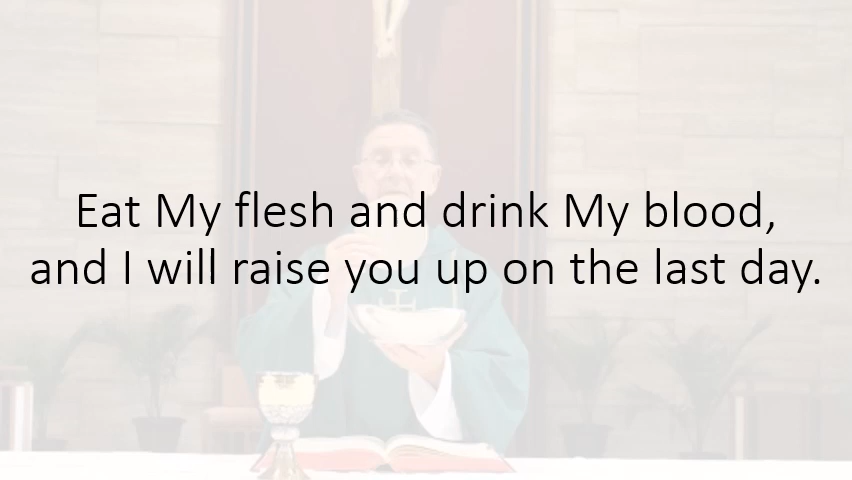 Eat My flesh and drink My blood,
and I will raise you up on the last day.